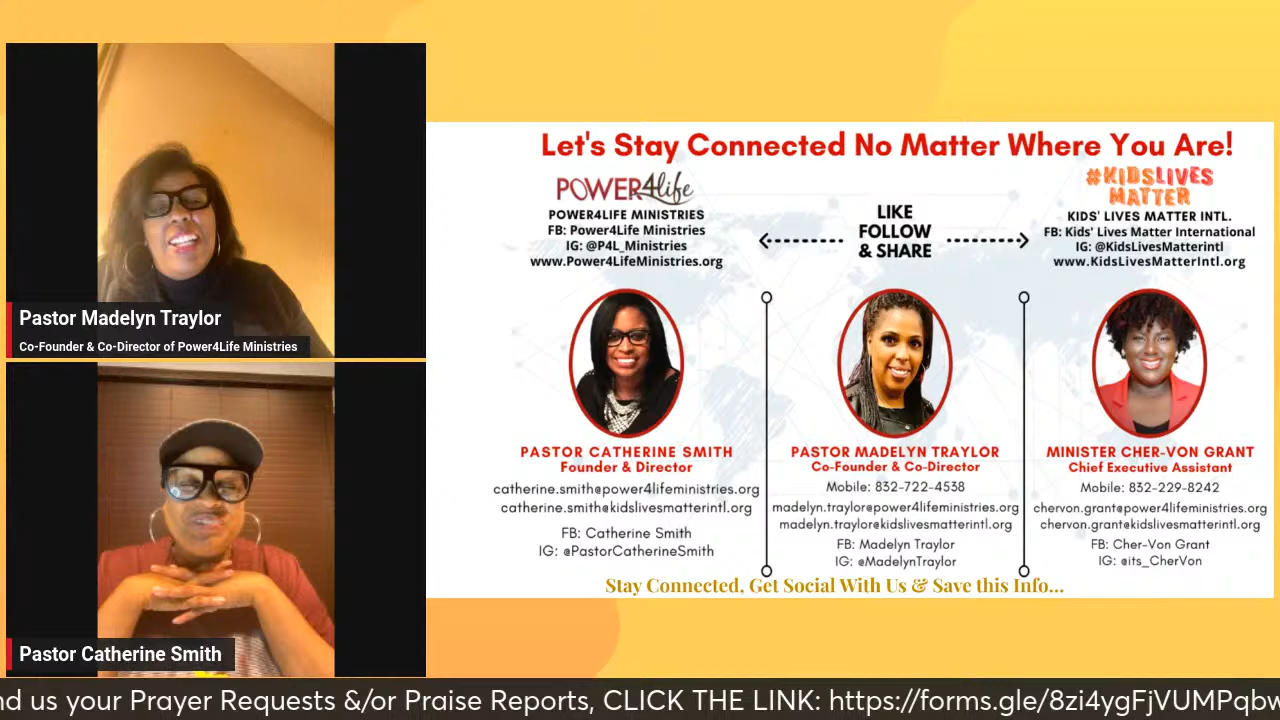 Pastor Madelyn Traylor
Co-Founder & Co-Director of Power4Life Ministries
Pastor Catherine Smith
Let's Stay Connected No Matter Where You Are!
POWER4life
POWER4LIFE MINISTRIES
FB: Power4Life Ministries
IG: @P4L_Ministries
www.Power4LifeMinistries.org
LIKE
FOLLOW
& SHARE
#KIDSLIVES
MATTER
KIDS' LIVES MATTER INTL.
FB: Kids' Lives Matter International
IG: @KidsLivesMatterintl
www.KidsLivesMatterIntl.org
PASTOR CATHERINE SMITH
Founder & Director
catherine.smith@power4lifeministries.org
catherine.smith@kidslivesmatterintl.org
FB: Catherine Smith
IG: @PastorCatherineSmith
PASTOR MADELYN TRAYLOR
Co-Founder & Co-Director
Mobile: 832-722-4538
madelyn.traylor@power4lifeministries.org
madelyn.traylor@kidslivesmatterintl.org
FB: Madelyn Traylor
IG: @MadelynTraylor
MINISTER CHER-VON GRANT
Chief Executive Assistant
Mobile: 832-229-8242
chervon.grant@power4lifeministries.org
chervon.grant@kidslivesmatterintl.org
FB: Cher-Von Grant
IG: @its_CherVon
Stay Connected, Get Social With Us & Save this Info...
nd us your Prayer Requests &/or Praise Reports, CLICK THE LINK: https://forms.gle/8zi4ygFjVUMPqbw